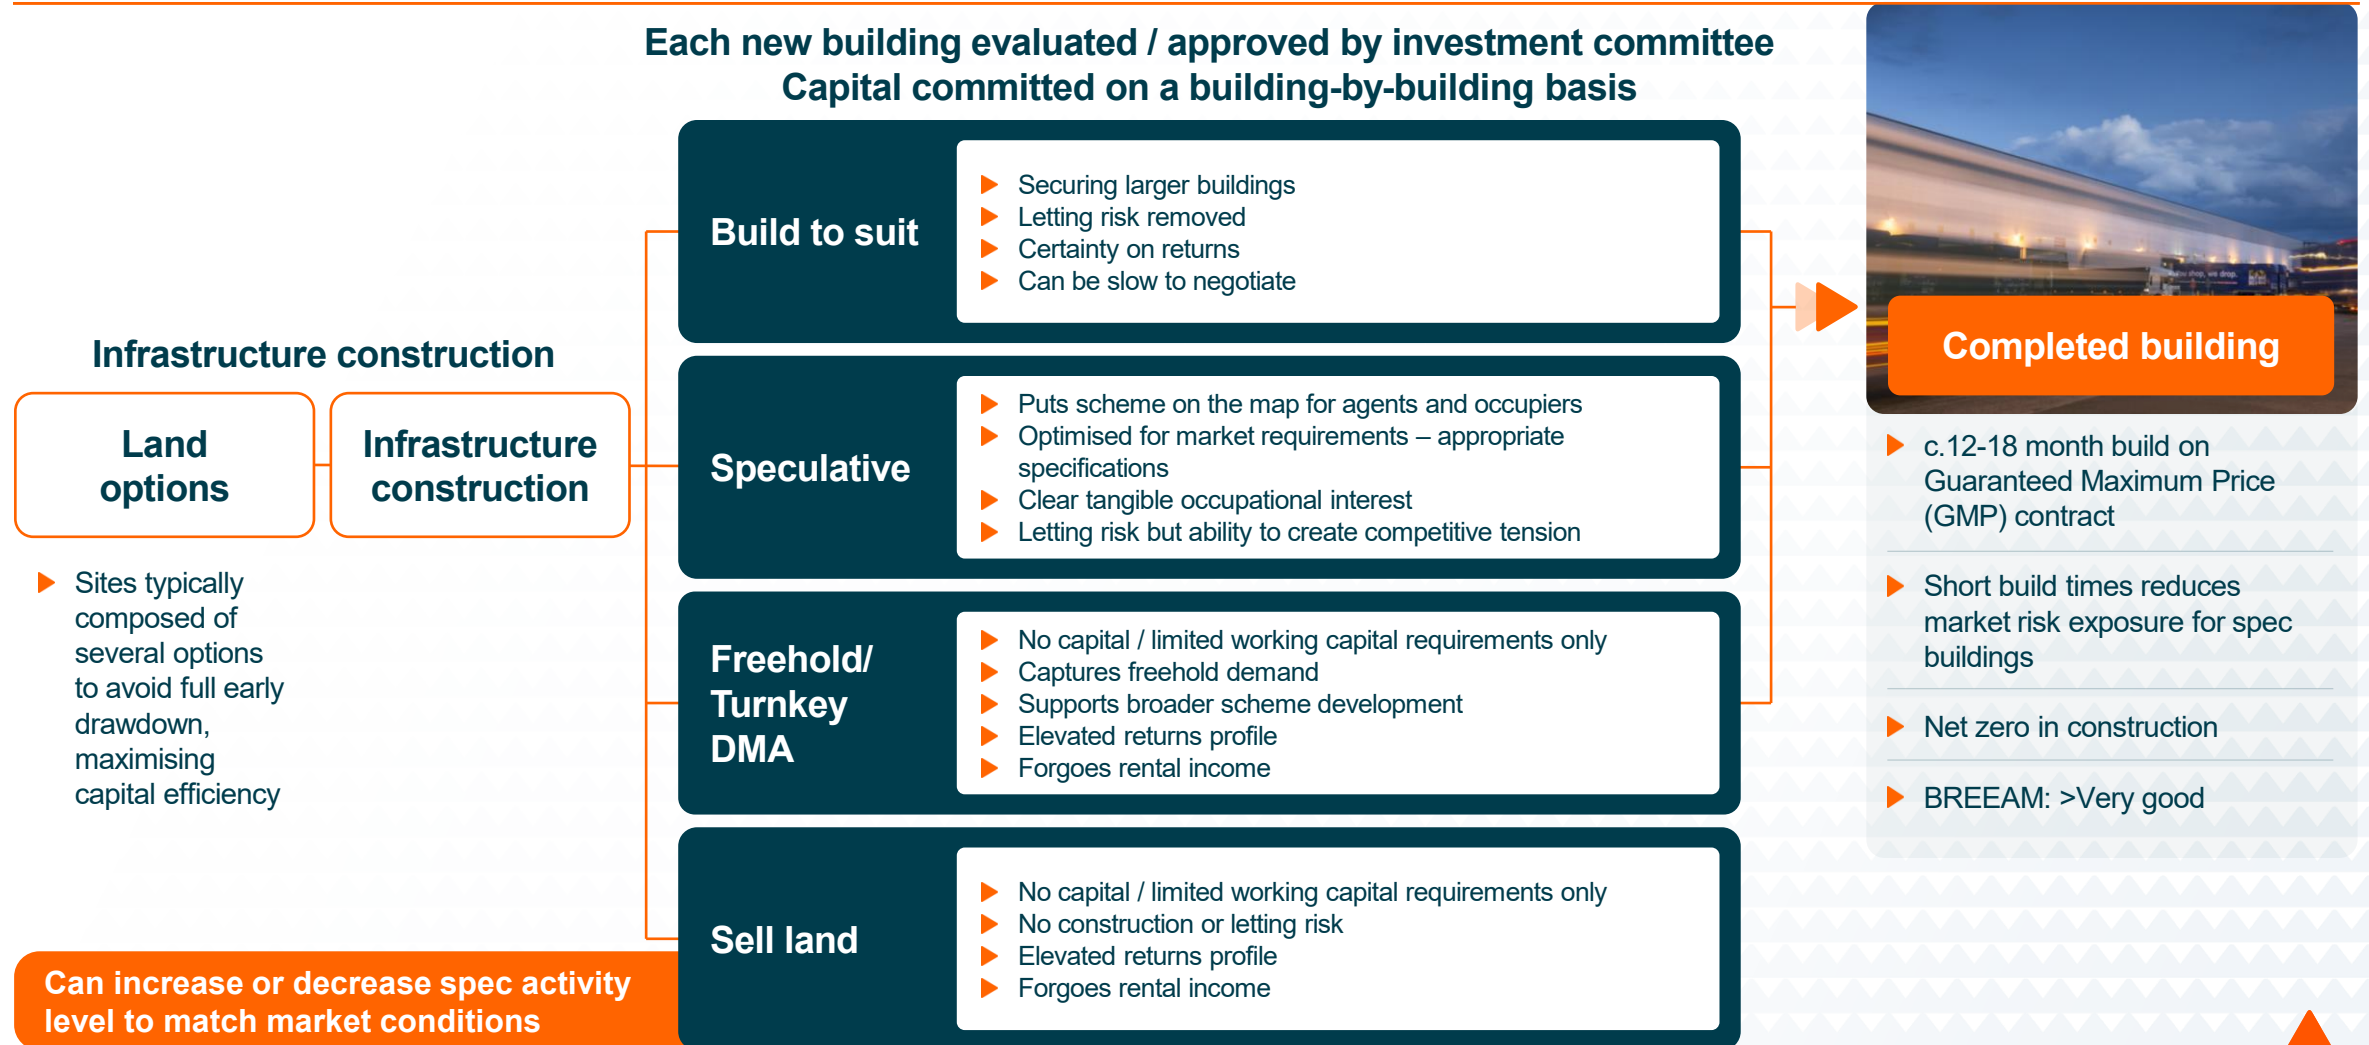 Each new building evaluated / approved by investment committee
Capital committed on a building-by-building basis
Infrastructure construction
Land
options
Infrastructure
construction
Sites typically
composed of
several options
to avoid full early
drawdown,
maximising
capital efficiency
Can increase or decrease spec activity
level to match market conditions
Build to suit
Securing larger buildings
Letting risk removed
Certainty on returns
Can be slow to negotiate
Speculative
Puts scheme on the map for agents and occupiers
Optimised for market requirements – appropriate
specifications
Clear tangible occupational interest
Letting risk but ability to create competitive tension
Freehold/
Turnkey
DMA
No capital / limited working capital requirements only
Captures freehold demand
Supports broader scheme development
Elevated returns profile
Forgoes rental income
Sell land
No capital / limited working capital requirements only
No construction or letting risk
Elevated returns profile
Forgoes rental income
shop, we drop.
Completed building
c.12-18 month build on
Guaranteed Maximum Price
(GMP) contract
Short build times reduces
market risk exposure for spec
buildings
Net zero in construction
BREEAM: >Very good